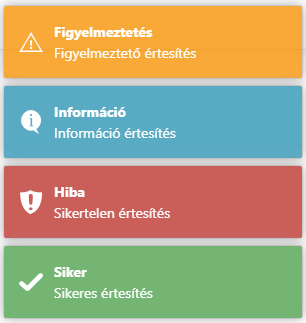 Figyelmeztetés
Figyelmeztető értesítés
Információ
Információ értesítés
Hiba
Sikertelen értesítés
Siker
Sikeres értesítés